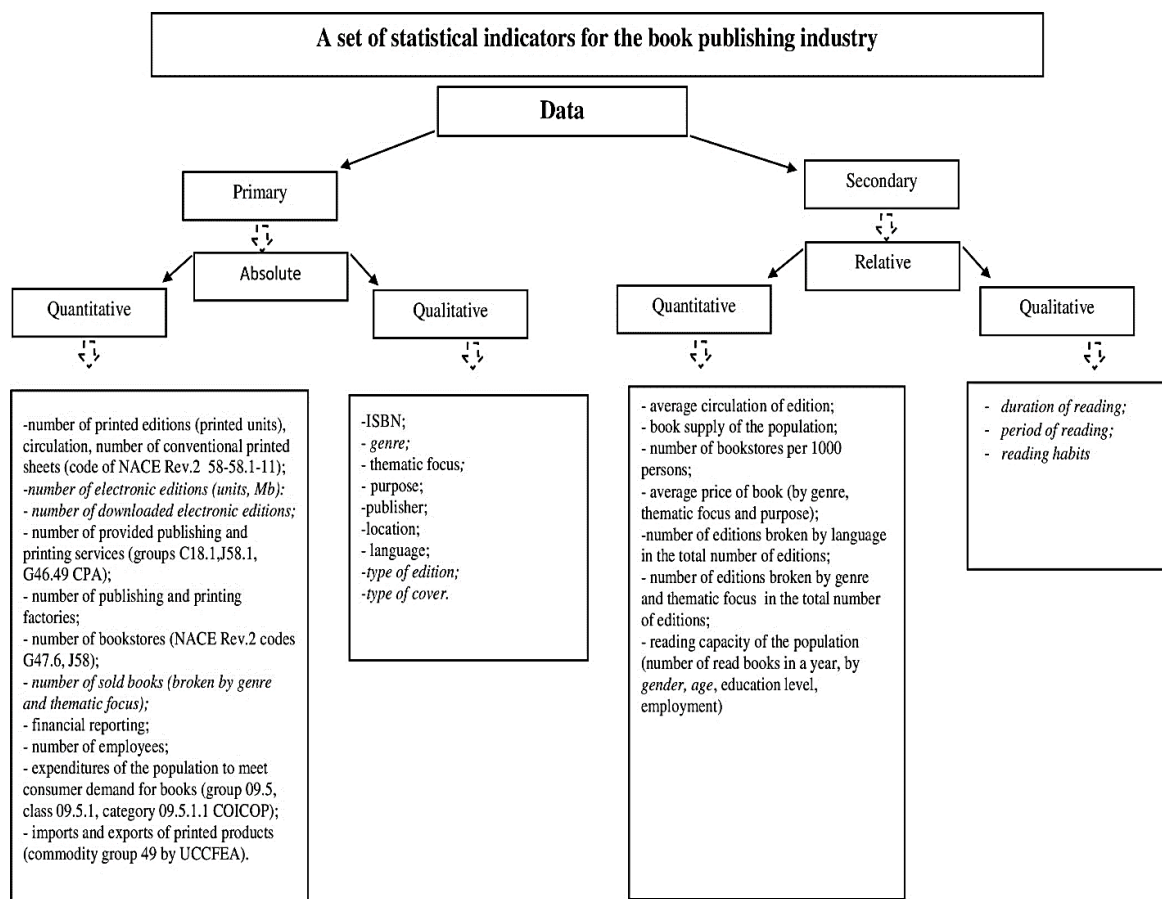 A set of statistical indicators for the book publishing industry
Data
Primary
Secondary
Absolute
Relative
Quantitative
Qualitative
Quantitative
Qualitative
-number of printed editions (printed units),
circulation, number of conventional printed
sheets (code of NACE Rev.2 58-58.1-11);
-number of electronic editions (units, Mb):
- number of downloaded electronic editions;
- number of provided publishing and
printing services (groups C18.1,J58.1,
G46.49 CPA);
- number of publishing and printing
factories;
- number of bookstores (NACE Rev.2 codes
G47.6, J58);
- number of sold books (broken by genre
and thematic focus);
- financial reporting;
- number of employees;
- expenditures of the population to meet
consumer demand for books (group 09.5,
class 09.5.1, category 09.5.1.1 COICOP);
- imports and exports of printed products
(commodity group 49 by UCCFEA).
-ISBN;
- genre;
- thematic focus;
- purpose;
-publisher;
-location;
- language;
-type of edition;
-type of cover.
- average circulation of edition;
- book supply of the population;
- number of bookstores per 1000
persons;
- average price of book (by genre,
thematic focus and purpose);
-number of editions broken by language
in the total number of editions;
- number of editions broken by genre
and thematic focus in the total number
of editions;
- reading capacity of the population
(number of read books in a year, by
gender, age, education level,
employment)
- duration of reading;
- period of reading;
- reading habits